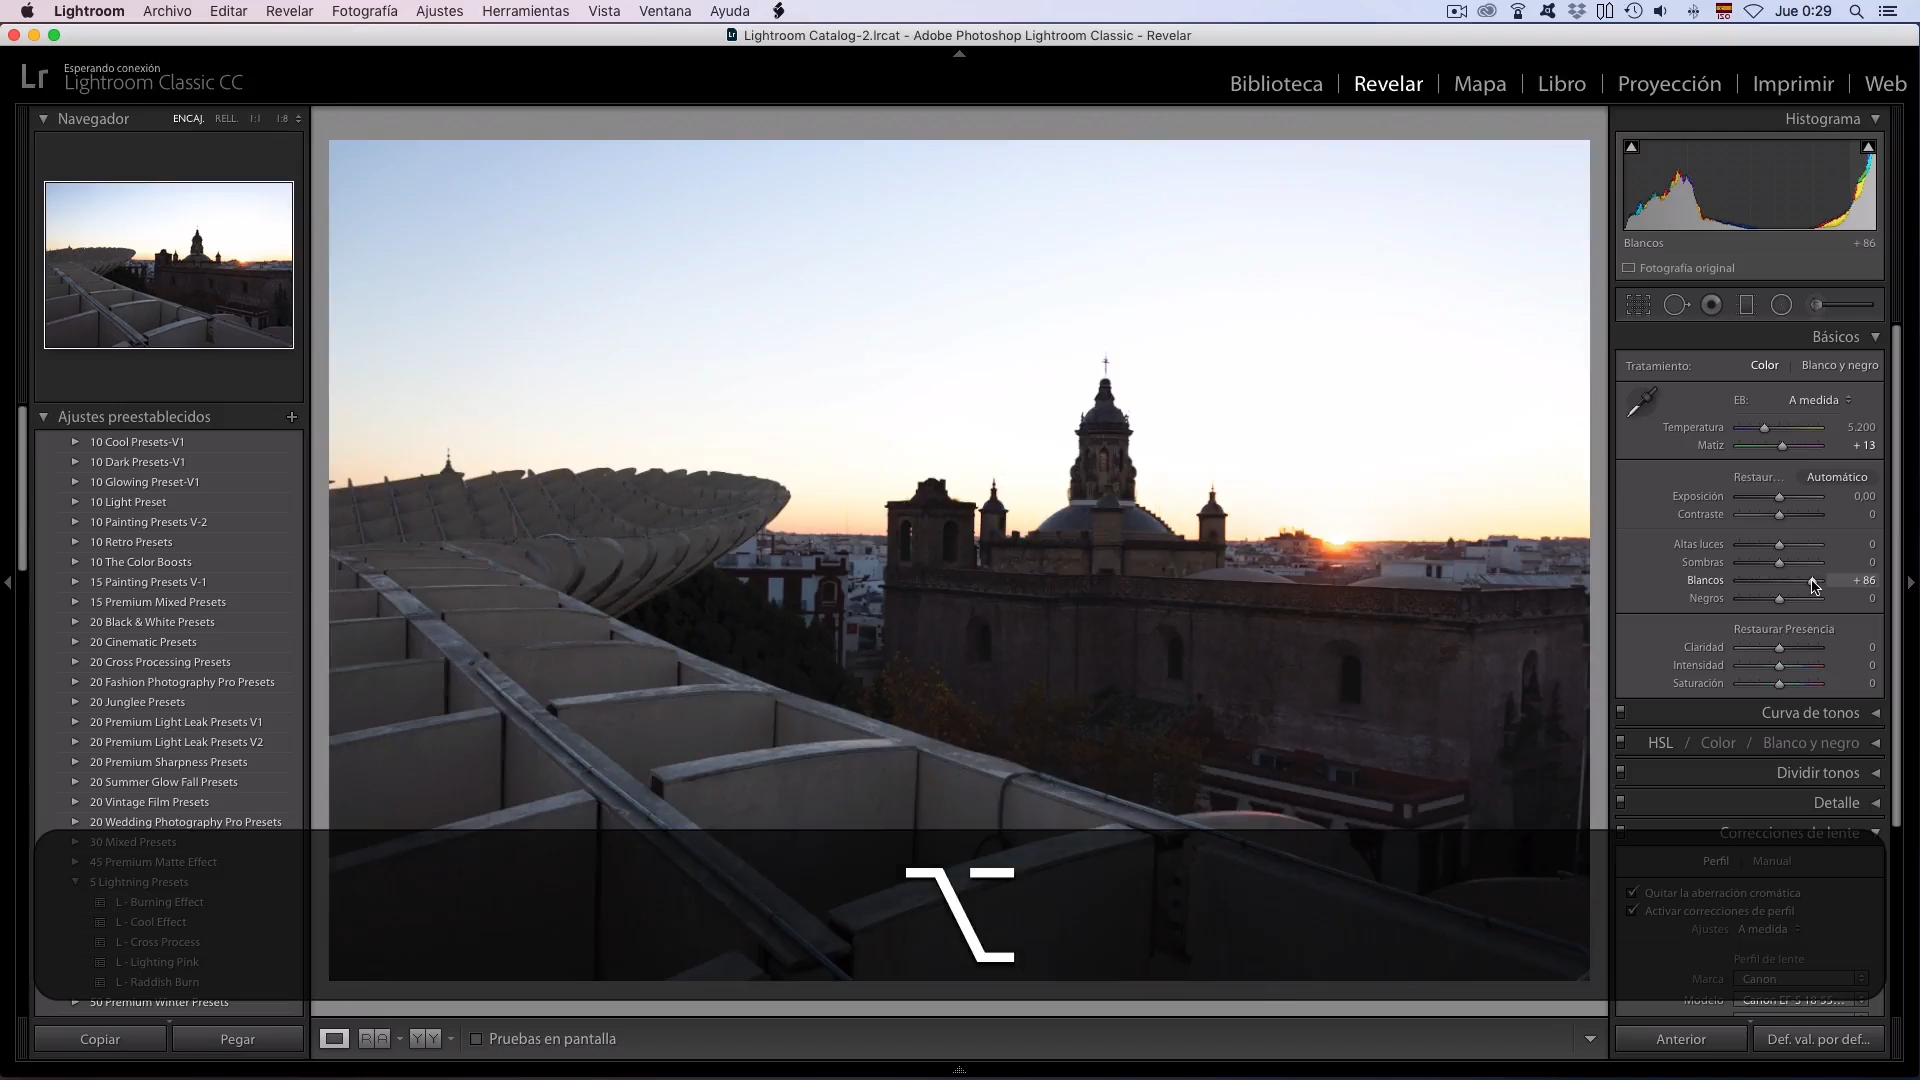 Lightroom Archivo Editar Revelar Fotografía Ajustes Herramientas Vista Ventana Ayuda
ISO
Jue 0:29
Lr Lightroom Catalog-2.lrcat - Adobe Photoshop Lightroom Classic - Revelar
Lr
Esperando conexión
Lightroom Classic CC
Biblioteca | Revelar | Mapa | Libro | Proyección | Imprimir | Web
Navegador ENCAJ. RELL. 1:1 1:8
Ajustes preestablecidos +
10 Cool Presets-V1
10 Dark Presets-V1
10 Glowing Preset-V1
10 Light Preset
10 Painting Presets V-2
10 Retro Presets
10 The Color Boosts
15 Painting Presets V-1
15 Premium Mixed Presets
20 Black & White Presets
20 Cinematic Presets
20 Cross Processing Presets
20 Fashion Photography Pro Presets
20 Junglee Presets
20 Premium Light Leak Presets V1
20 Premium Light Leak Presets V2
20 Premium Sharpness Presets
20 Summer Glow Fall Presets
20 Vintage Film Presets
20 Wedding Photography Pro Presets
30 Mixed Presets
45 Premium Matte Effect
5 Lightning Presets
L - Burning Effect
L - Cool Effect
L - Cross Process
L - Lighting Pink
L - Raddish Burn
50 Premium Winter Presets
Copiar Pegar
⌥
R A Y Y Pruebas en pantalla
Histograma
Blancos + 86
Fotografía original
Básicos
Tratamiento: Color | Blanco y negro
EB: A medida
Temperatura 5.200
Matiz + 13
Restaur... Automático
Exposición 0,00
Contraste 0
Altas luces 0
Sombras 0
Blancos + 86
Negros 0
Restaurar Presencia
Claridad 0
Intensidad 0
Saturación 0
Curva de tonos
HSL / Color / Blanco y negro
Dividir tonos
Detalle
Correcciones de lente
Perfil | Manual
Quitar la aberración cromática
Activar correcciones de perfil
Ajustes A medida
Perfil de lente
Marca Canon
Modelo Canon EF-S 18-55...
Anterior Def. val. por def...